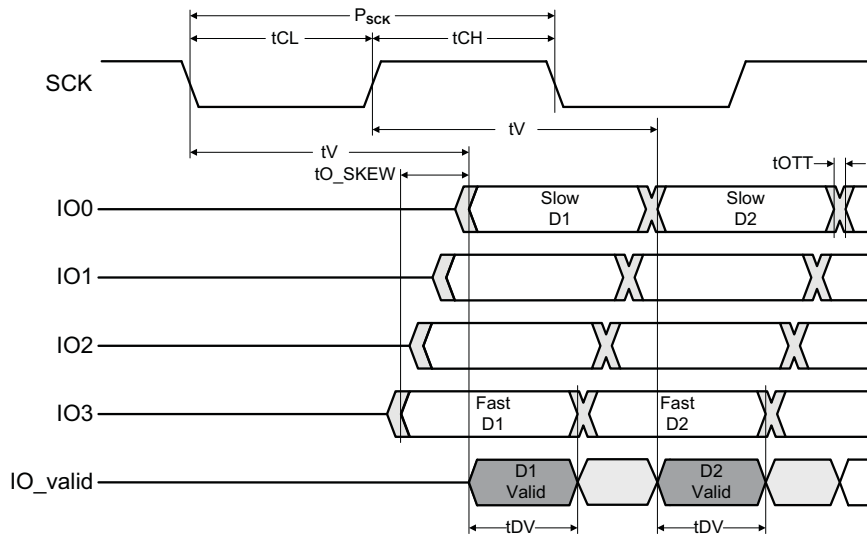 PSCK
tCL
tCH
SCK
tV
tV
tO_SKEW
tOTT
IO0
Slow
D1
Slow
D2
IO1
IO2
IO3
Fast
D1
Fast
D2
IO_valid
D1
Valid
D2
Valid
tDV
tDV